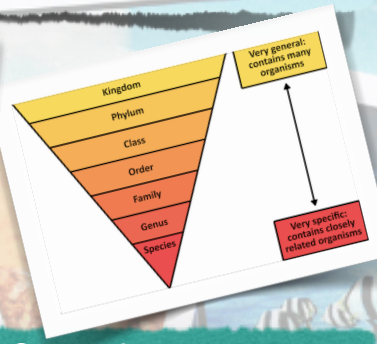 Kingdom
Phylum
Class
Order
Family
Genus
Species
Very general:
contains many
organisms
Very specific:
contains closely
related organisms